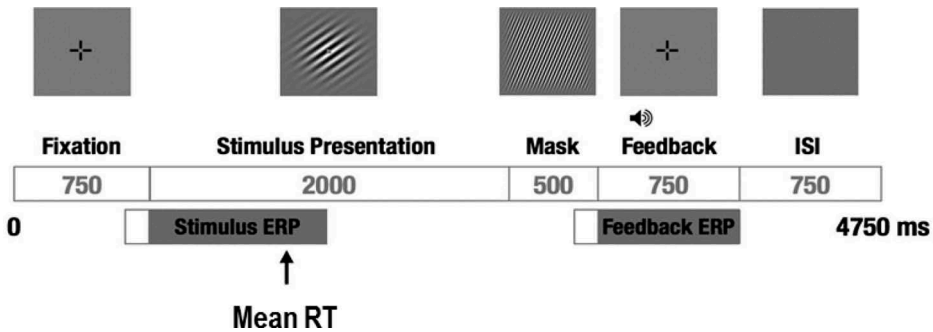 Fixation Stimulus Presentation Mask Feedback ISI
750 2000 500 750 750
0 Stimulus ERP Feedback ERP 4750 ms
Mean RT